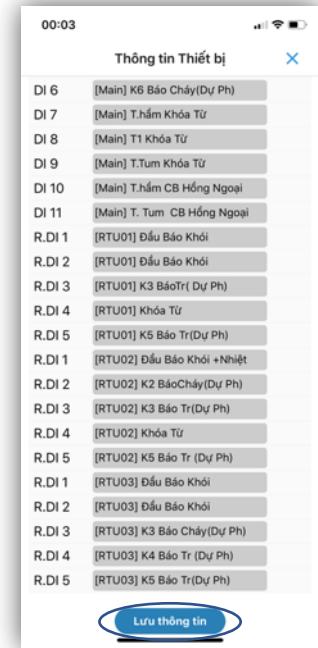 00:03
Thông tin Thiết bị
DI 6 [Main] K6 Báo Cháy(Dự Ph)
DI 7 [Main] T.hầm Khóa Từ
DI 8 [Main] T1 Khóa Từ
DI 9 [Main] T.Tum Khóa Từ
DI 10 [Main] T.hầm CB Hồng Ngoại
DI 11 [Main] T. Tum CB Hồng Ngoại
R.DI 1 [RTU01] Đầu Báo Khói
R.DI 2 [RTU01] Đầu Báo Khói
R.DI 3 [RTU01] K3 BáoTr( Dự Ph)
R.DI 4 [RTU01] Khóa Từ
R.DI 5 [RTU01] K5 Báo Tr(Dự Ph)
R.DI 1 [RTU02] Đầu Báo Khói +Nhiệt
R.DI 2 [RTU02] K2 BáoCháy(Dự Ph)
R.DI 3 [RTU02] K3 Báo Tr(Dự Ph)
R.DI 4 [RTU02] Khóa Từ
R.DI 5 [RTU02] K5 Báo Tr (Dự Ph)
R.DI 1 [RTU03] Đầu Báo Khói
R.DI 2 [RTU03] Đầu Báo Khói
R.DI 3 [RTU03] K3 Báo Cháy(Dự Ph)
R.DI 4 [RTU03] K4 Báo Tr (Dự Ph)
R.DI 5 [RTU03] K5 Báo Tr(Dự Ph)
Lưu thông tin